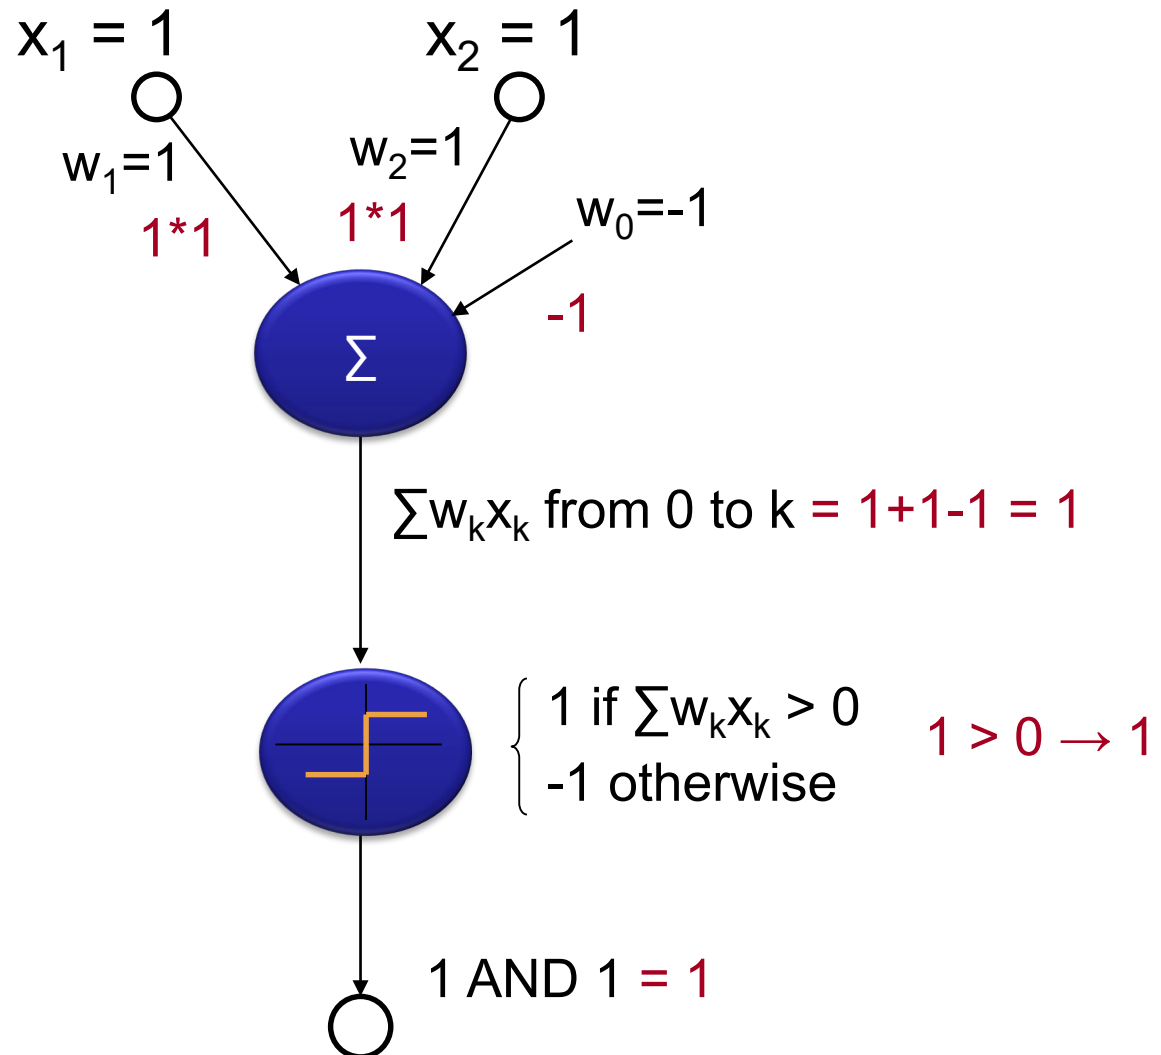 x₁ = 1
x₂ = 1
w₁=1
w₂=1
w₀=-1
1*1
1*1
-1
∑
∑wₖxₖ from 0 to k = 1+1-1 = 1
1 if ∑wₖxₖ > 0
-1 otherwise
1 > 0 → 1
1 AND 1 = 1